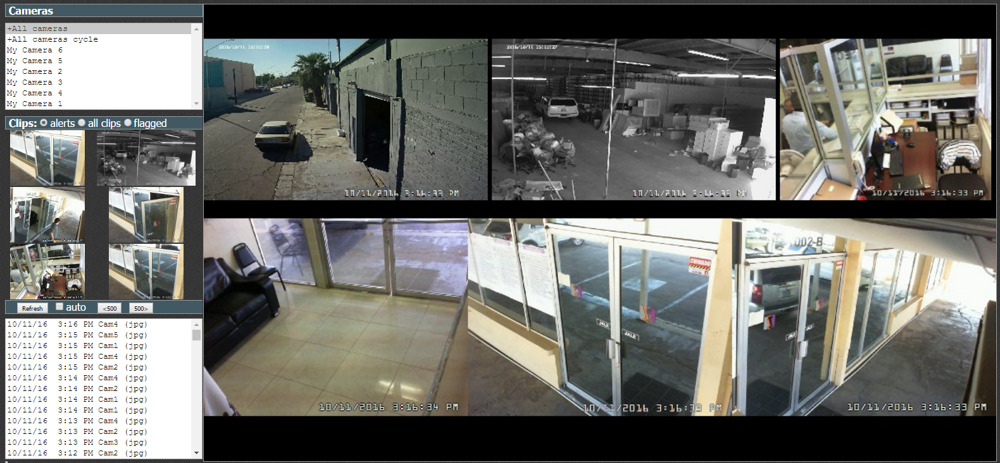 Cameras
+All cameras
+All cameras cycle
My Camera 6
My Camera 5
My Camera 2
My Camera 3
My Camera 4
My Camera 1
Clips: alerts all clips flagged
Refresh auto <500 500>
10/11/16 3:16 PM Cam4 (jpg)
10/11/16 3:15 PM Cam5 (jpg)
10/11/16 3:15 PM Cam1 (jpg)
10/11/16 3:15 PM Cam4 (jpg)
10/11/16 3:15 PM Cam2 (jpg)
10/11/16 3:14 PM Cam4 (jpg)
10/11/16 3:14 PM Cam2 (jpg)
10/11/16 3:14 PM Cam1 (jpg)
10/11/16 3:14 PM Cam1 (jpg)
10/11/16 3:13 PM Cam4 (jpg)
10/11/16 3:13 PM Cam2 (jpg)
10/11/16 3:13 PM Cam3 (jpg)
10/11/16 3:12 PM Cam2 (jpg)
10/11/2016 3:16:33 PM
10/11/2016 3:16:33 PM
10/11/2016 3:16:33 PM
10/11/2016 3:16:34 PM
CUIDADO
JALE
JALE
10/11/2016 3:16:33 PM
002-B
10/11/2016 3:16:33 PM